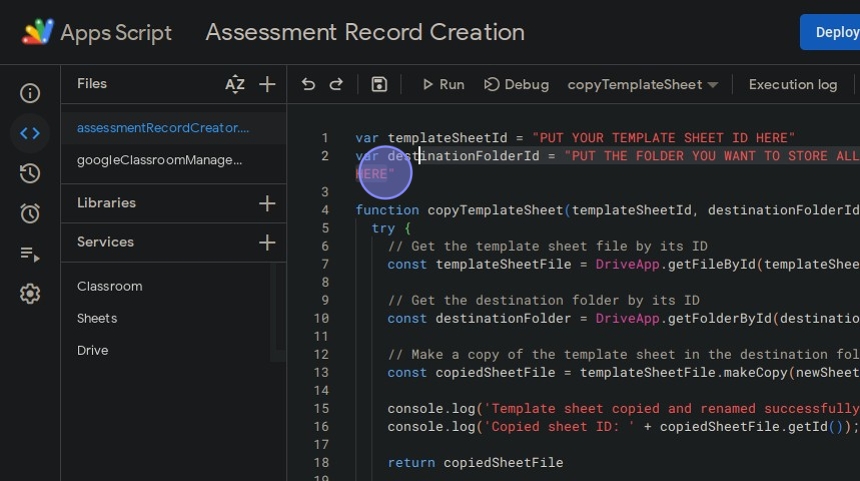 Apps Script
Assessment Record Creation
Deploy
Files
AZ
Run
Debug
copyTemplateSheet
Execution log
assessmentRecordCreator....
googleClassroomManage...
Libraries
Services
Classroom
Sheets
Drive
1 var templateSheetId = "PUT YOUR TEMPLATE SHEET ID HERE"
2 var destinationFolderId = "PUT THE FOLDER YOU WANT TO STORE ALL
HERE"
3
4 function copyTemplateSheet(templateSheetId, destinationFolderId
5 try {
6 // Get the template sheet file by its ID
7 const templateSheetFile = DriveApp.getFileById(templateShee
8
9 // Get the destination folder by its ID
10 const destinationFolder = DriveApp.getFolderById(destinatio
11
12 // Make a copy of the template sheet in the destination fol
13 const copiedSheetFile = templateSheetFile.makeCopy(newSheet
14
15 console.log('Template sheet copied and renamed successfully
16 console.log('Copied sheet ID: ' + copiedSheetFile.getId());
17
18 return copiedSheetFile
19